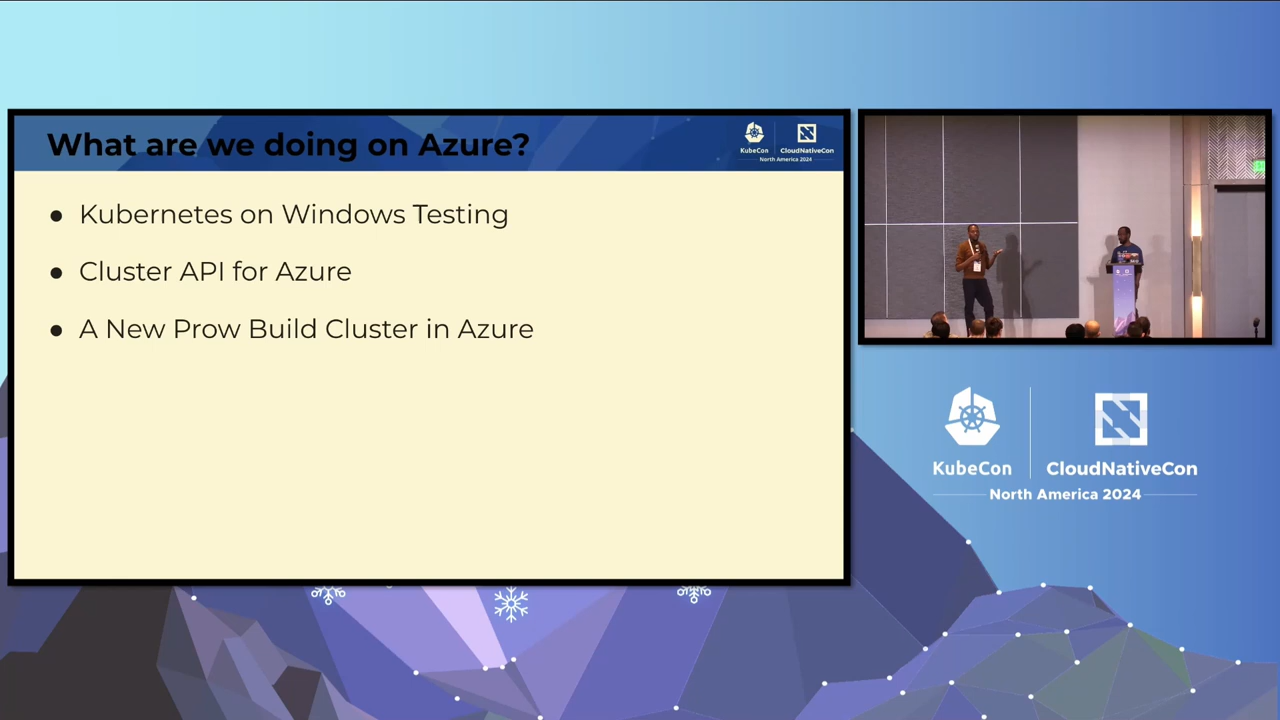 What are we doing on Azure?
KubeCon
CloudNativeCon
North America 2024
● Kubernetes on Windows Testing
● Cluster API for Azure
● A New Prow Build Cluster in Azure
KubeCon
CloudNativeCon
North America 2024